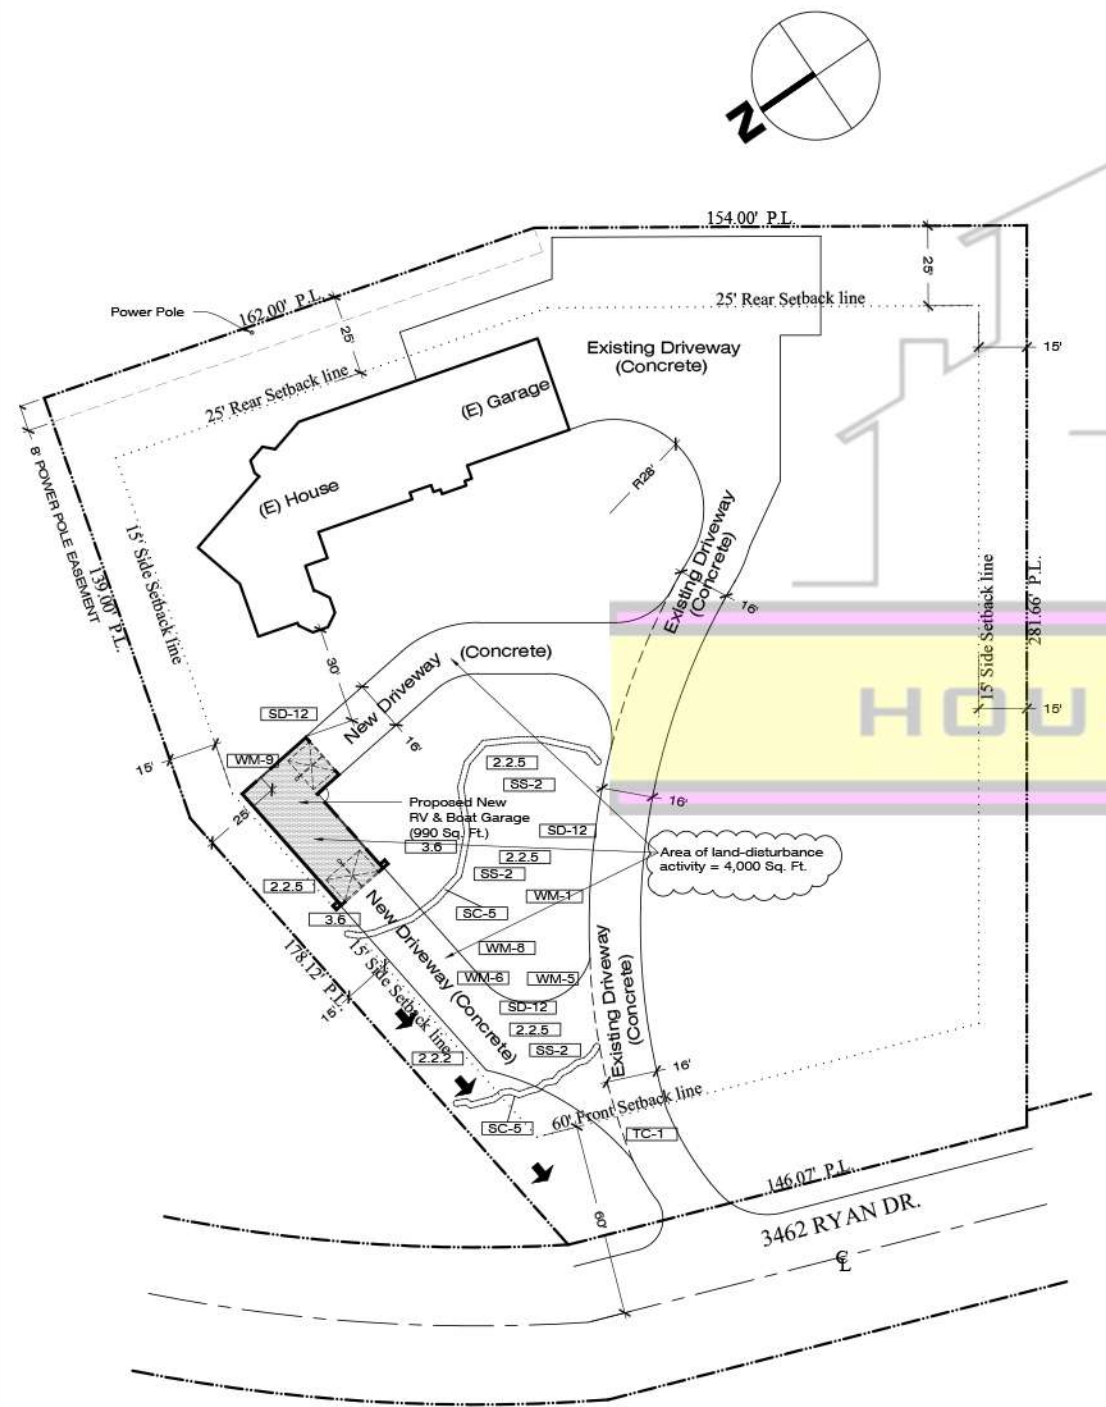 N
154.00' P.L.
25'
25' Rear Setback line
162.00' P.L.
Power Pole
25'
25' Rear Setback line
Existing Driveway
(Concrete)
15'
(E) Garage
(E) House
R28'
8' POWER POLE EASEMENT
139.00' P.L.
15' Side Setback line
Existing Driveway
(Concrete)
16'
15' Side Setback line
281.66' P.L.
30'
New Driveway
(Concrete)
HOU
15'
SD-12
16'
WM-9
15'
2.2.5
SS-2
16'
25'
Proposed New
RV & Boat Garage
(990 Sq. Ft.)
3.6
SD-12
Area of land-disturbance
activity = 4,000 Sq. Ft.
2.2.5
SS-2
2.2.5
WM-1
3.6
SC-5
New Driveway (Concrete)
WM-8
178.12' P.L.
15' Side Setback line
15'
WM-6
WM-5
Existing Driveway
(Concrete)
SD-12
2.2.5
SS-2
2.2.2
16'
60' Front Setback line
SC-5
TC-1
146.07' P.L.
60'
3462 RYAN DR.
CL